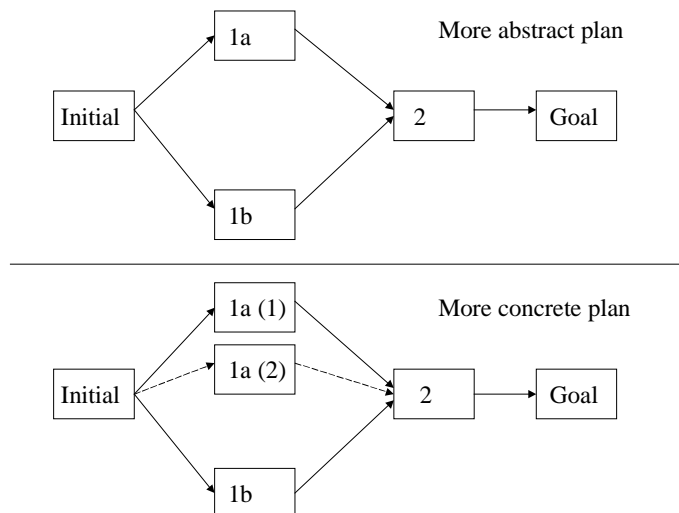 1a
More abstract plan
Initial
2
Goal
1b
1a (1)
More concrete plan
1a (2)
Initial
2
Goal
1b